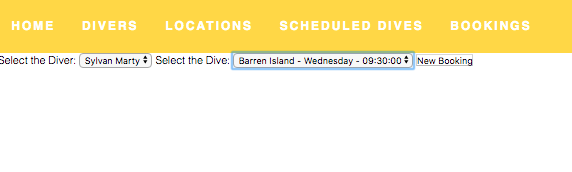 HOME DIVERS LOCATIONS SCHEDULED DIVES BOOKINGS
Select the Diver: Sylvan Marty Select the Dive: Barren Island - Wednesday - 09:30:00 New Booking